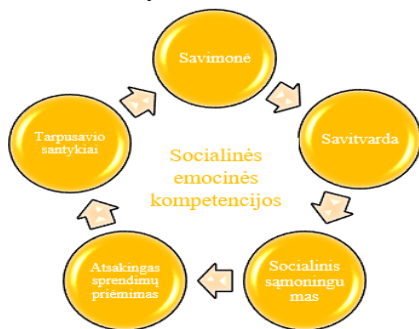 Savimonė
Savitvarda
Socialinis
sąmoningu
mas
Atsakingas
sprendimų
priėmimas
Tarpusavio
santykiai
Socialinės
emocinės
kompetencijos